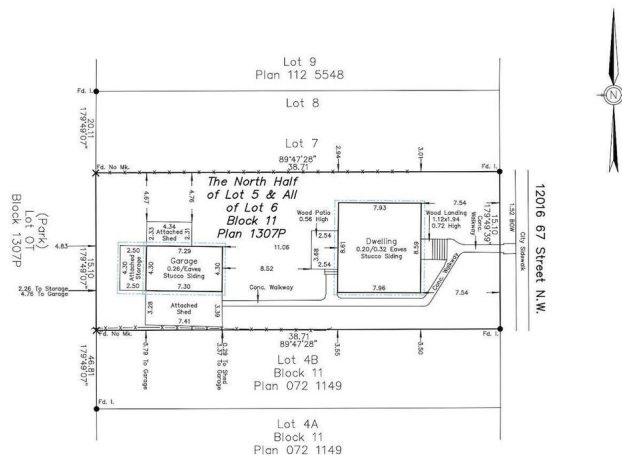 Lot 9
Plan 112 5548
Lot 8
Lot 7
Fd. I.
20.11
179°49'07"
Fd. No Mk.
89°47'28"
38.71
2.94
3.01
Fd. I.
The North Half
of Lot 5 & All
of Lot 6
Block 11
Plan 1307P
4.67
4.76
4.34
Attached
Shed
2.33
2.31
Wood Patio
0.56 High
2.54
3.68
2.54
7.93
Dwelling
0.20/0.32 Eaves
Stucco Siding
8.61
8.59
7.96
Wood Landing
1.12x1.94
0.72 High
7.54
Conc.
Walkway
15.10
179°49'39"
1.52 BOW
City Sidewalk
12016 67 Street N.W.
(Park)
Lot OT
Block 1307P
4.83
15.10
179°49'07"
2.26 To Storage
4.76 To Garage
2.50
Attached
Storage
4.30
2.50
7.29
Garage
0.26/Eaves
Stucco Siding
4.30
4.30
7.30
11.06
8.52
Conc. Walkway
Conc. Walkway
7.54
3.28
Attached
Shed
3.39
7.41
Fd. No Mk.
38.71
89°47'28"
Fd. I.
0.79 To
Garage
0.29 To Shed
3.37 To
Garage
3.55
3.50
46.81
179°49'07"
Lot 4B
Block 11
Plan 072 1149
Fd. I.
Lot 4A
Block 11
Plan 072 1149
N